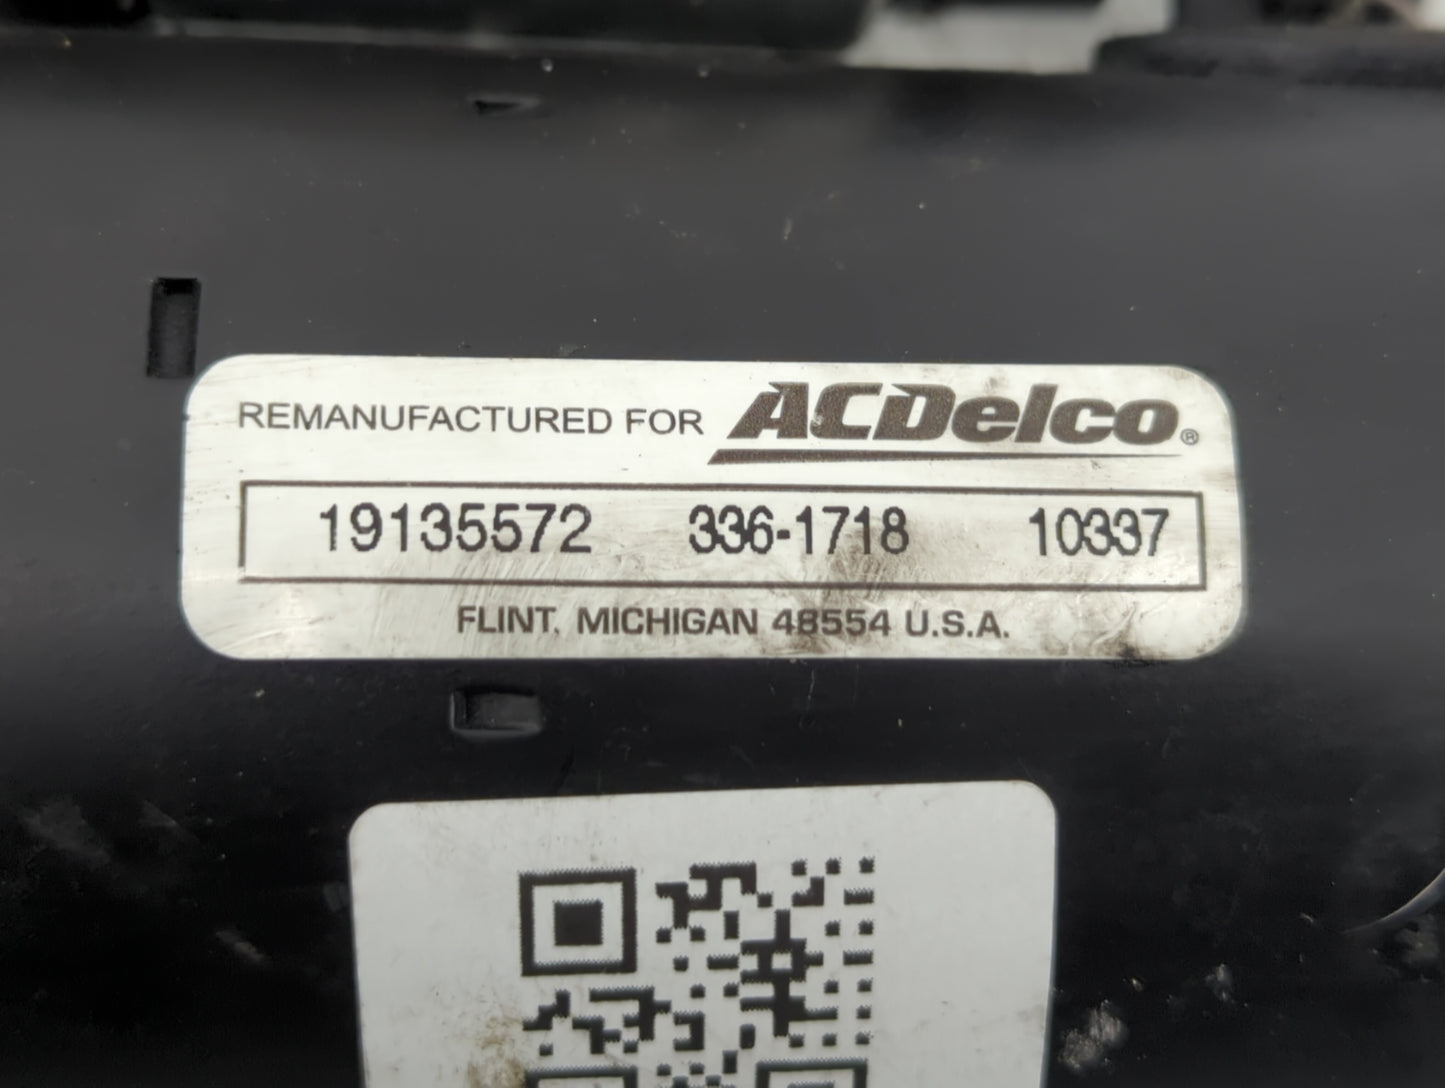 REMANUFACTURED FOR ACDelco®
19135572 336-1718 10337
FLINT, MICHIGAN 48554 U.S.A.